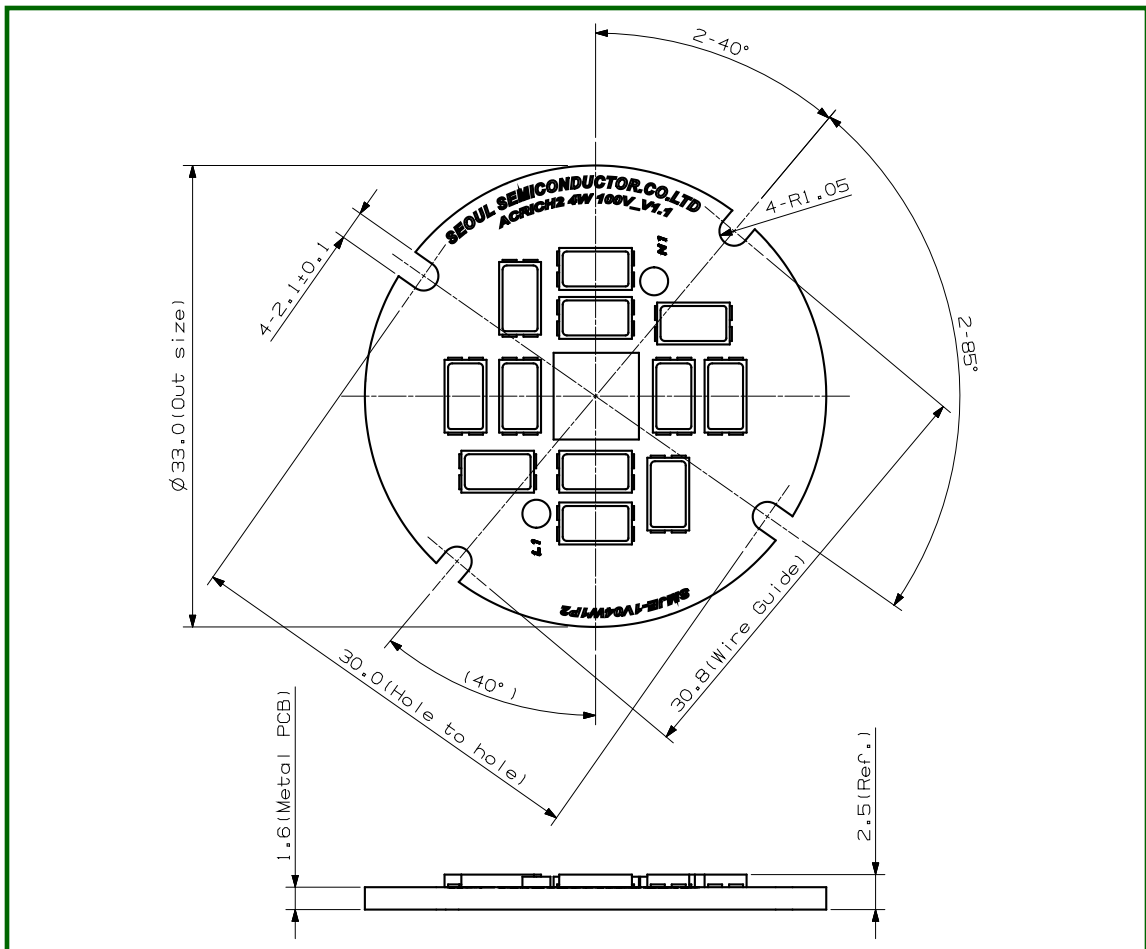 2-40°
SEOUL SEMICONDUCTOR.CO.LTD
ACRICH2 4W 100V_V1.1
4-R1.05
N1
4-2.1±0.1
2-85°
Ø33.0(Out size)
L1
SMJE-1V04W1P2
30.8(Wire Guide)
(40°)
30.0(Hole to hole)
1.6(Metal PCB)
2.5(Ref.)